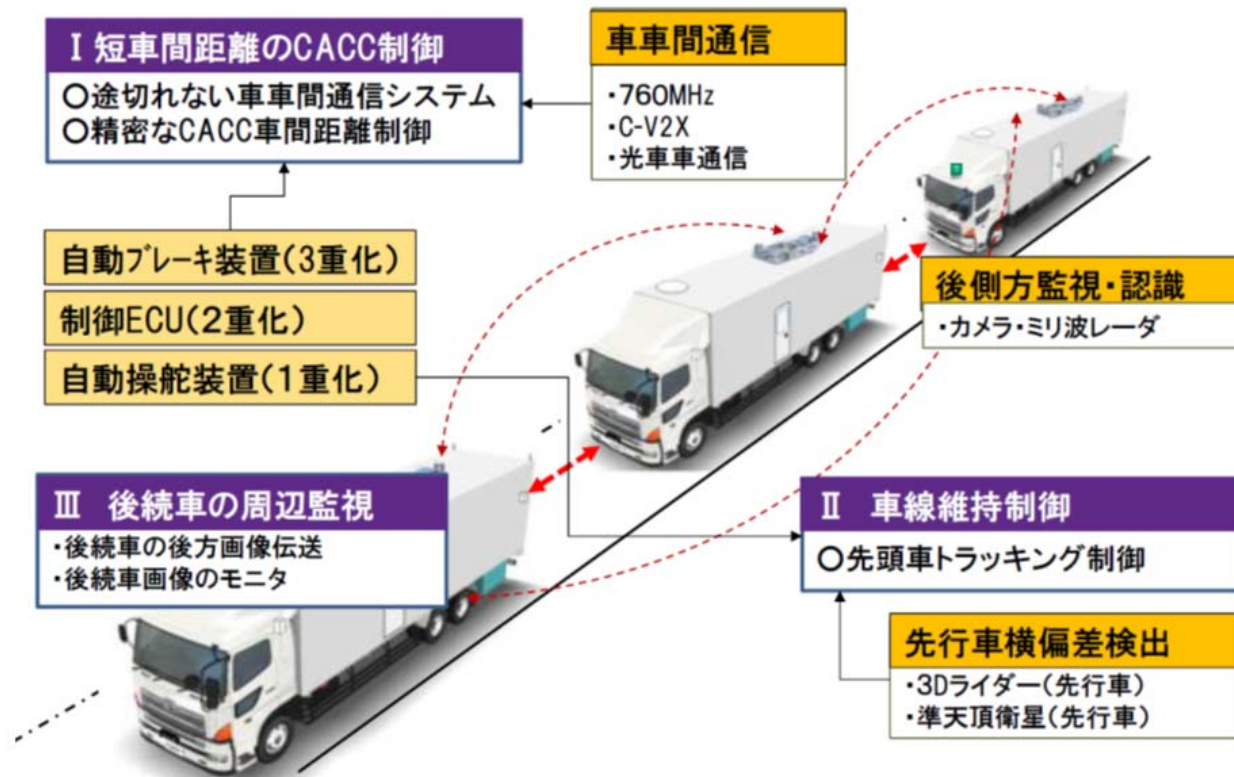 Ⅰ 短車間距離のCACC制御
〇途切れない車車間通信システム
〇精密なCACC車間距離制御
車車間通信
・760MHz
・C-V2X
・光車車通信
自動ブレーキ装置(3重化)
制御ECU(2重化)
自動操舵装置(1重化)
後側方監視・認識
・カメラ・ミリ波レーダ
Ⅲ 後続車の周辺監視
・後続車の後方画像伝送
・後続車画像のモニタ
Ⅱ 車線維持制御
〇先頭車トラッキング制御
先行車横偏差検出
・3Dライダー(先行車)
・準天頂衛星(先行車)